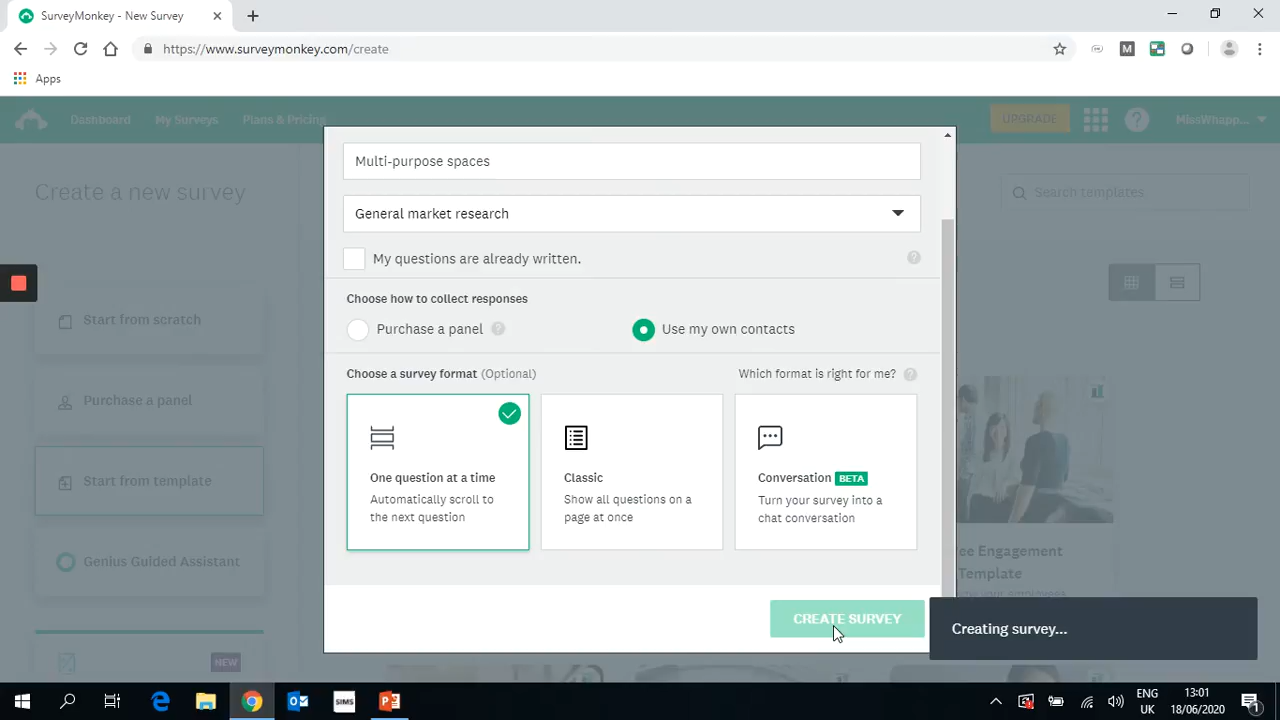 SurveyMonkey - New Survey
https://www.surveymonkey.com/create
M
Apps
Dashboard
My Surveys
Plans & Pricing
UPGRADE
MissWhapp...
Create a new survey
Search templates
Multi-purpose spaces
General market research
My questions are already written.
Choose how to collect responses
Purchase a panel
Use my own contacts
Choose a survey format (Optional)
Which format is right for me?
One question at a time
Automatically scroll to
the next question
Classic
Show all questions on a
page at once
Conversation BETA
Turn your survey into a
chat conversation
Start from scratch
Purchase a panel
Start from template
Genius Guided Assistant
NEW
ee Engagement
Template
CREATE SURVEY
Creating survey...
SIMS
ENG
UK
13:01
18/06/2020
1